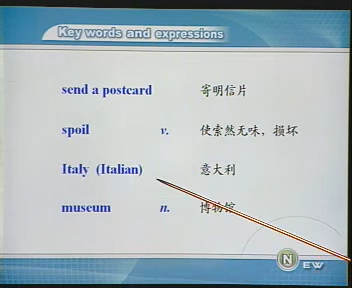 Key words and expressions
send a postcard 寄明信片
spoil v. 使索然无味，损坏
Italy (Italian) 意大利
museum n. 博物馆
N EW